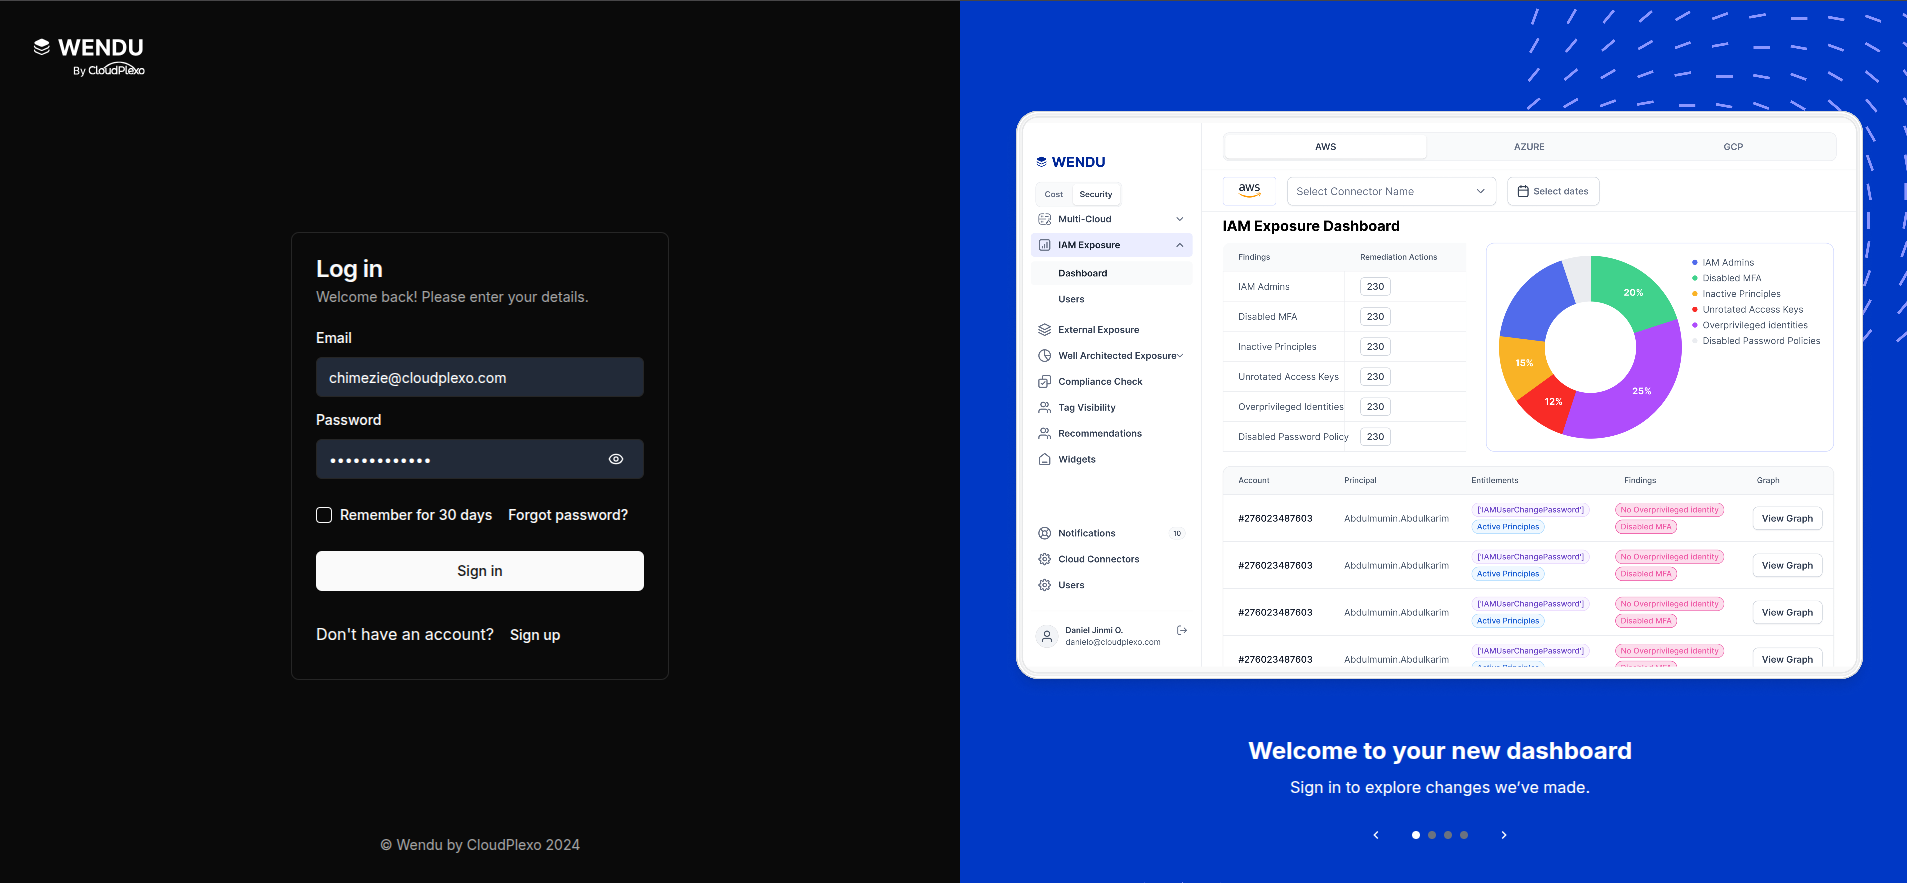 WENDU
By CloudPlexo
Log in
Welcome back! Please enter your details.
Email
chimezie@cloudplexo.com
Password
•••••••••••••
Remember for 30 days Forgot password?
Sign in
Don't have an account? Sign up
© Wendu by CloudPlexo 2024
WENDU
Cost Security
Multi-Cloud
IAM Exposure
Dashboard
Users
External Exposure
Well Architected Exposure
Compliance Check
Tag Visibility
Recommendations
Widgets
Notifications 10
Cloud Connectors
Users
Daniel Jinmi O.
danielo@cloudplexo.com
AWS AZURE GCP
aws Select Connector Name Select dates
IAM Exposure Dashboard
Findings Remediation Actions
IAM Admins 230
Disabled MFA 230
Inactive Principles 230
Unrotated Access Keys 230
Overprivileged Identities 230
Disabled Password Policy 230
20%
25%
12%
15%
IAM Admins
Disabled MFA
Inactive Principles
Unrotated Access Keys
Overprivileged identities
Disabled Password Policies
Account Principal Entitlements Findings Graph
#276023487603 Abdulmumin.Abdulkarim ['IAMUserChangePassword'] No Overprivileged identity View Graph
Active Principles Disabled MFA
#276023487603 Abdulmumin.Abdulkarim ['IAMUserChangePassword'] No Overprivileged identity View Graph
Active Principles Disabled MFA
#276023487603 Abdulmumin.Abdulkarim ['IAMUserChangePassword'] No Overprivileged identity View Graph
Active Principles Disabled MFA
#276023487603 Abdulmumin.Abdulkarim ['IAMUserChangePassword'] No Overprivileged identity View Graph
Welcome to your new dashboard
Sign in to explore changes we’ve made.